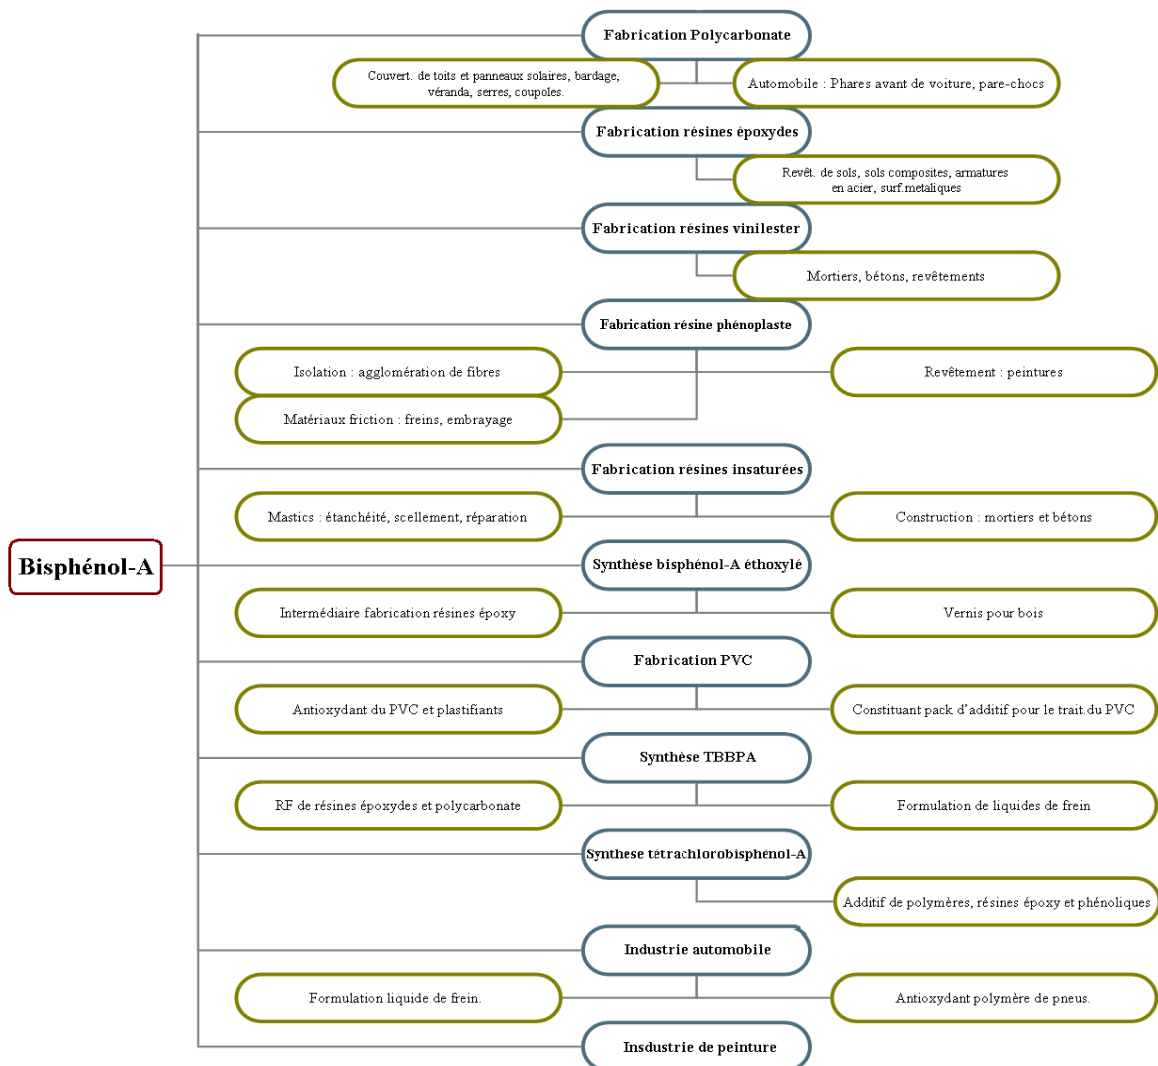 Fabrication Polycarbonate
Couvert. de toits et panneaux solaires, bardage,
véranda, serres, coupoles.
Automobile : Phares avant de voiture, pare-chocs
Fabrication résines époxydes
Revêt. de sols, sols composites, armatures
en acier, surf.metaliques
Fabrication résines vinilester
Mortiers, bétons, revêtements
Fabrication résine phénoplaste
Isolation : agglomération de fibres
Revêtement : peintures
Matériaux friction : freins, embrayage
Fabrication résines insaturées
Mastics : étanchéité, scellement, réparation
Construction : mortiers et bétons
Bisphénol-A
Synthèse bisphénol-A éthoxylé
Intermédiaire fabrication résines époxy
Vernis pour bois
Fabrication PVC
Antioxydant du PVC et plastifiants
Constituant pack d'additif pour le trait.du PVC
Synthèse TBBPA
RF de résines époxydes et polycarbonate
Formulation de liquides de frein
Synthèse tétrachlorobisphénol-A
Additif de polymères, résines époxy et phénoliques
Industrie automobile
Formulation liquide de frein.
Antioxydant polymère de pneus.
Insdustrie de peinture